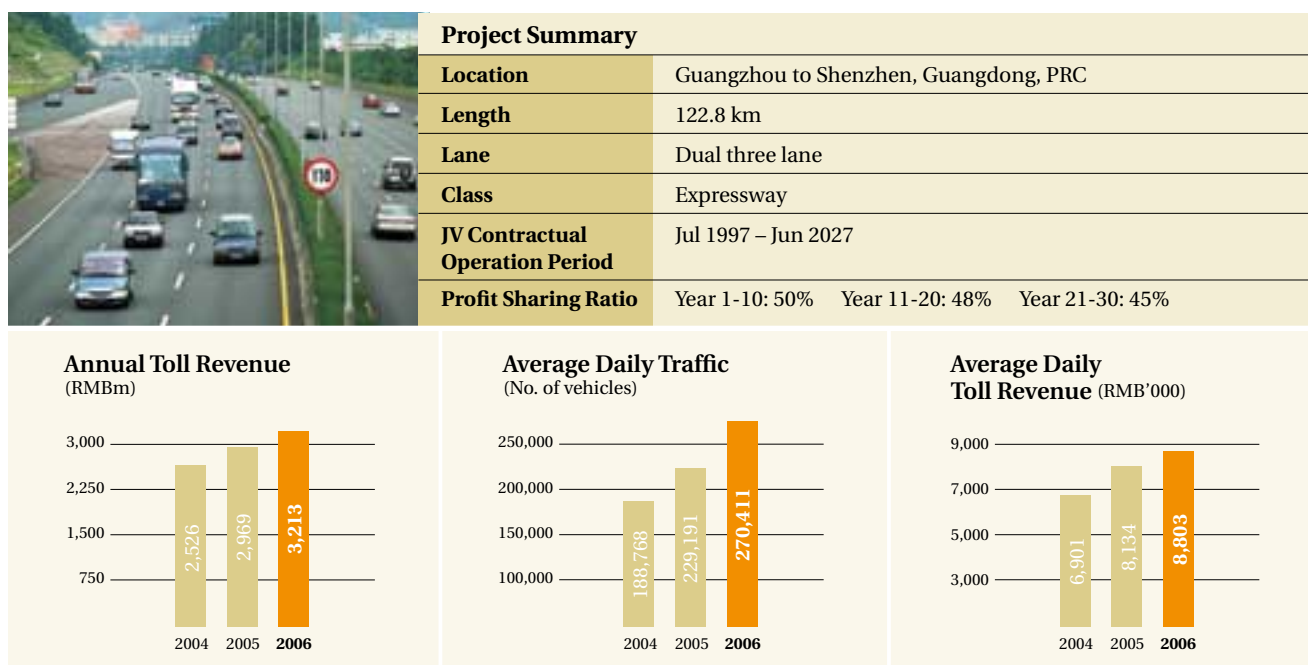 Project Summary
Location Guangzhou to Shenzhen, Guangdong, PRC
Length 122.8 km
Lane Dual three lane
Class Expressway
JV Contractual
Operation Period
Jul 1997 – Jun 2027
Profit Sharing Ratio Year 1-10: 50% Year 11-20: 48% Year 21-30: 45%
110
Annual Toll Revenue
(RMBm)
3,000
2,250
1,500
750
2,526
2,969
3,213
2004 2005 2006
Average Daily Traffic
(No. of vehicles)
250,000
200,000
150,000
100,000
188,768
229,191
270,411
2004 2005 2006
Average Daily
Toll Revenue (RMB’000)
9,000
7,000
5,000
3,000
6,901
8,134
8,803
2004 2005 2006